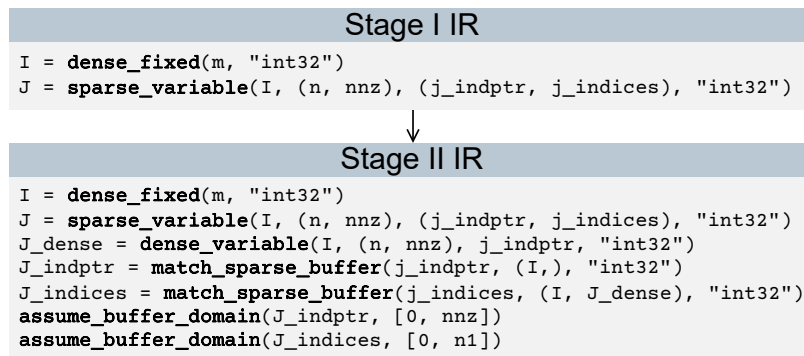 Stage I IR
I = dense_fixed(m, "int32")
J = sparse_variable(I, (n, nnz), (j_indptr, j_indices), "int32")
Stage II IR
I = dense_fixed(m, "int32")
J = sparse_variable(I, (n, nnz), (j_indptr, j_indices), "int32")
J_dense = dense_variable(I, (n, nnz), j_indptr, "int32")
J_indptr = match_sparse_buffer(j_indptr, (I,), "int32")
J_indices = match_sparse_buffer(j_indices, (I, J_dense), "int32")
assume_buffer_domain(J_indptr, [0, nnz])
assume_buffer_domain(J_indices, [0, n1])